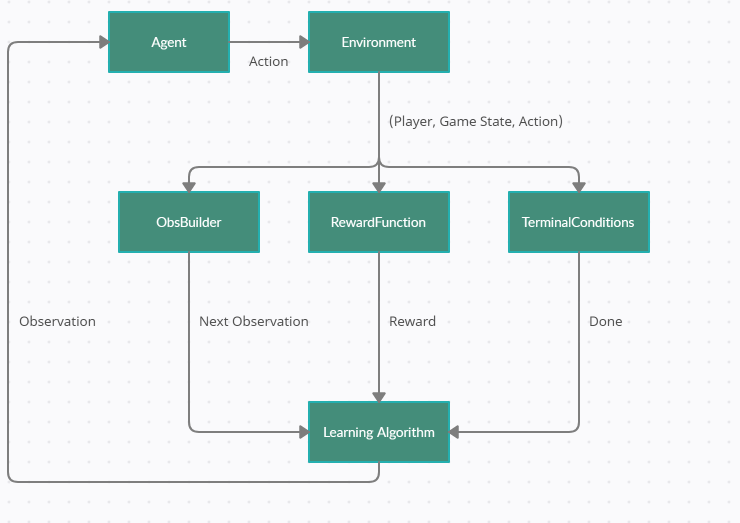 Agent
Environment
Action
(Player, Game State, Action)
ObsBuilder
RewardFunction
TerminalConditions
Observation
Next Observation
Reward
Done
Learning Algorithm